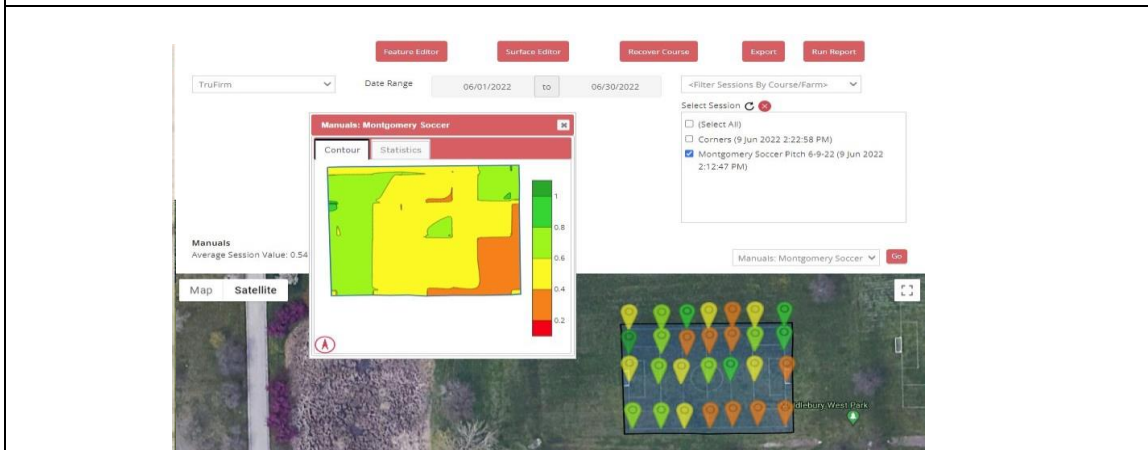 Feature Editor
Surface Editor
Recover Course
Export
Run Report
TruFirm
Date Range
06/01/2022
to
06/30/2022
<Filter Sessions By Course/Farm>
Select Session
(Select All)
Corners (9 Jun 2022 2:22:58 PM)
Montgomery Soccer Pitch 6-9-22 (9 Jun 2022
2:12:47 PM)
Manuals: Montgomery Soccer
Contour
Statistics
1
0.8
0.6
0.4
0.2
Manuals
Average Session Value: 0.54
Manuals: Montgomery Soccer
Go
Map
Satellite
dlebury West Park